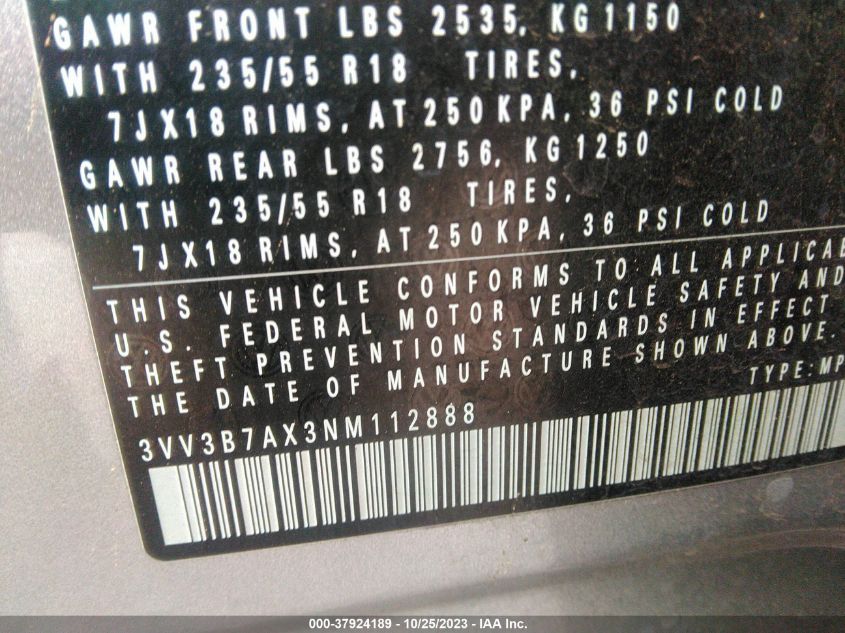 GAWR FRONT LBS 2535, KG1150
WITH 235/55 R18 TIRES,
7JX18 RIMS, AT 250 KPA, 36 PSI COLD
GAWR REAR LBS 2756, KG1250
WITH 235/55 R18 TIRES,
7JX18 RIMS, AT 250 KPA, 36 PSI COLD
THIS VEHICLE CONFORMS TO ALL APPLICAB
U.S. FEDERAL MOTOR VEHICLE SAFETY AND
THEFT PREVENTION STANDARDS IN EFFECT
THE DATE OF MANUFACTURE SHOWN ABOVE.
TYPE:MP
3VV3B7AX3NM112888
000-37924189 - 10/25/2023 - IAA Inc.